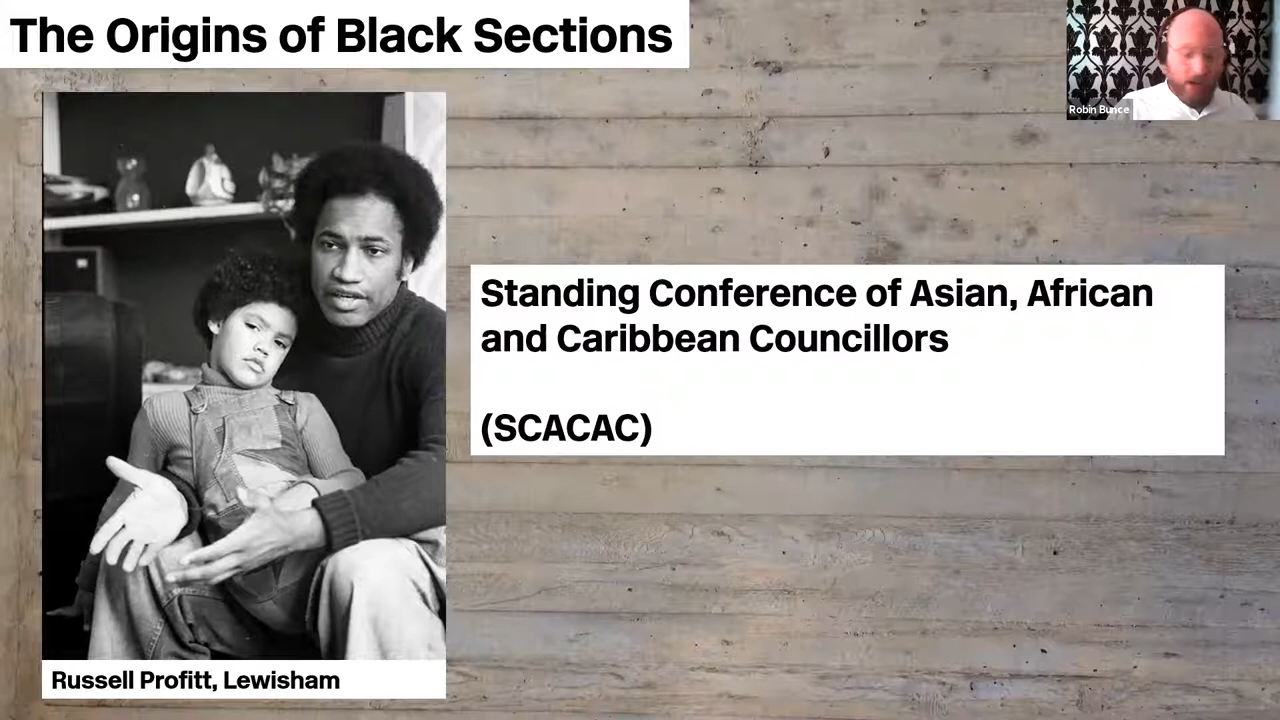 The Origins of Black Sections
Robin Bunce
Standing Conference of Asian, African
and Caribbean Councillors
(SCACAC)
Russell Profitt, Lewisham